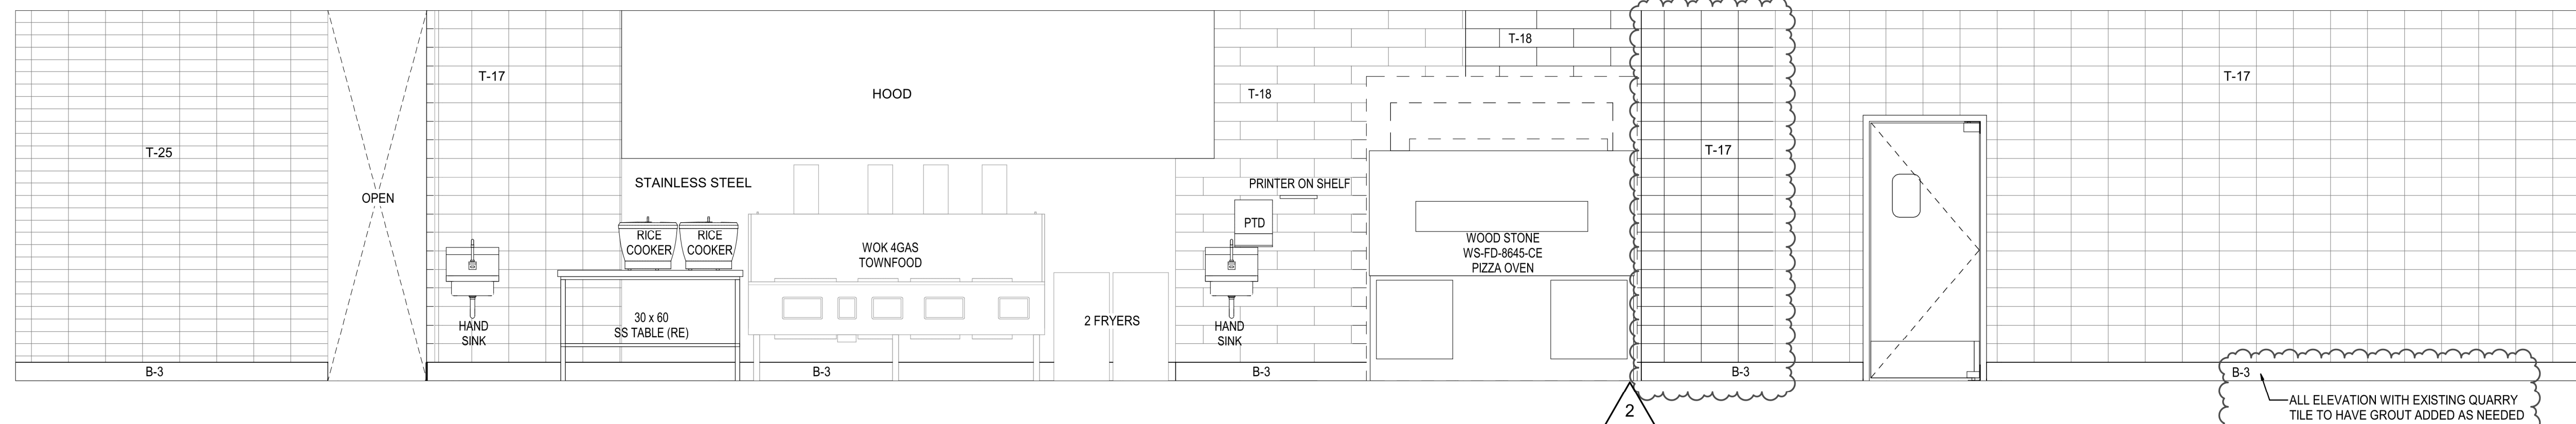 T-18
T-17
T-17
HOOD
T-18
T-17
T-25
STAINLESS STEEL
PRINTER ON SHELF
OPEN
PTD
RICE
COOKER
RICE
COOKER
WOK 4GAS
TOWNFOOD
WOOD STONE
WS-FD-8645-CE
PIZZA OVEN
30 x 60
SS TABLE (RE)
2 FRYERS
HAND
SINK
HAND
SINK
B-3
B-3
B-3
B-3
B-3
ALL ELEVATION WITH EXISTING QUARRY
TILE TO HAVE GROUT ADDED AS NEEDED
2